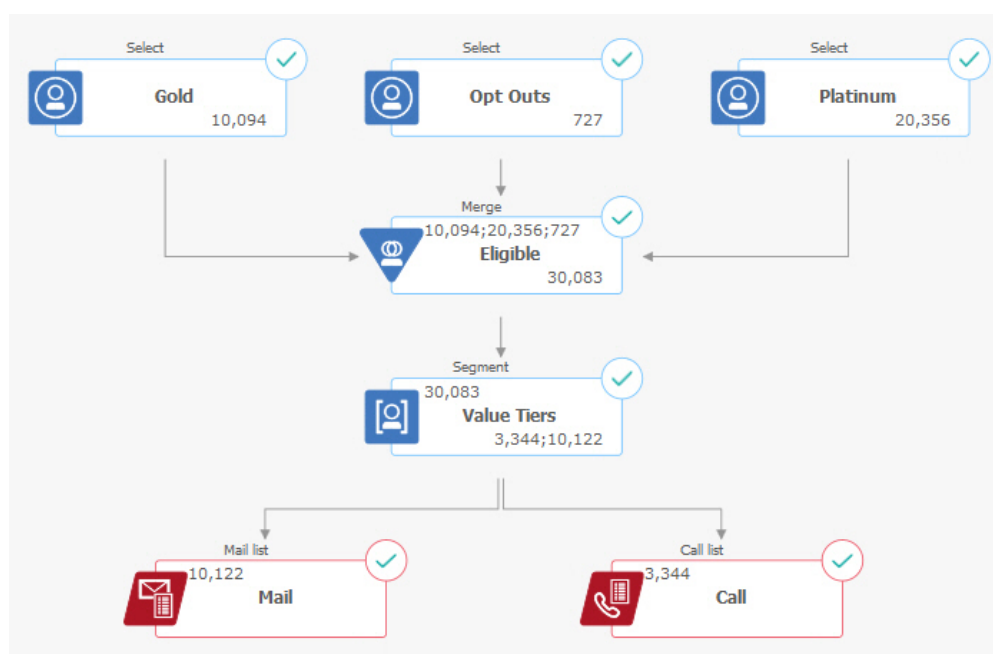 Select
Select
Select
Gold
Opt Outs
Platinum
10,094
727
20,356
Merge
10,094;20,356;727
Eligible
30,083
Segment
30,083
Value Tiers
3,344;10,122
Mail list
Call list
10,122
3,344
Mail
Call